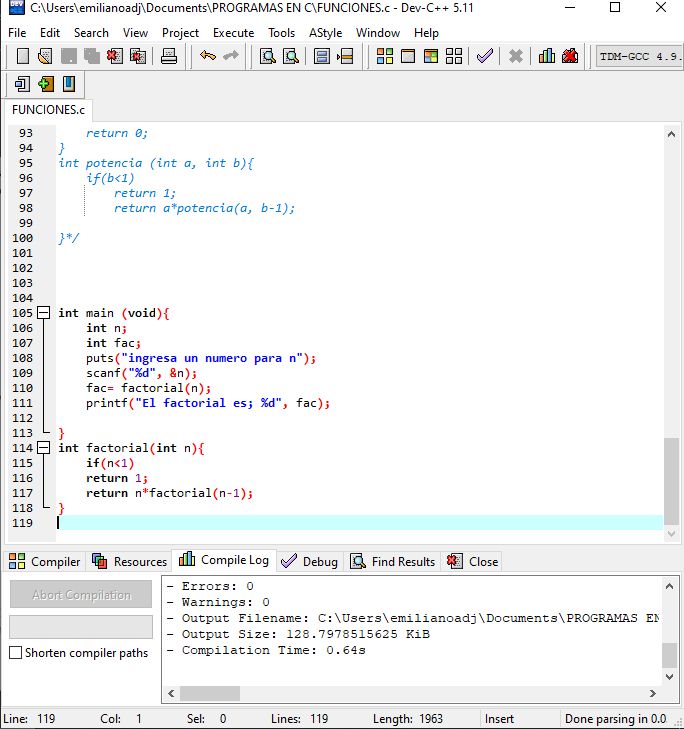 DEV
C:\Users\emilianoadj\Documents\PROGRAMAS EN C\FUNCIONES.c - Dev-C++ 5.11
File Edit Search View Project Execute Tools AStyle Window Help
TDM-GCC 4.9.
FUNCIONES.c
93 return 0;
94 }
95 int potencia (int a, int b){
96 if(b<1)
97 return 1;
98 return a*potencia(a, b-1);
99
100 }*/
101
102
103
104
105 int main (void){
106 int n;
107 int fac;
108 puts("ingresa un numero para n");
109 scanf("%d", &n);
110 fac= factorial(n);
111 printf("El factorial es; %d", fac);
112
113 }
114 int factorial(int n){
115 if(n<1)
116 return 1;
117 return n*factorial(n-1);
118 }
119
Compiler Resources Compile Log Debug Find Results Close
Abort Compilation
Shorten compiler paths
- Errors: 0
- Warnings: 0
- Output Filename: C:\Users\emilianoadj\Documents\PROGRAMAS EN
- Output Size: 128.7978515625 KiB
- Compilation Time: 0.64s
Line: 119 Col: 1 Sel: 0 Lines: 119 Length: 1963 Insert Done parsing in 0.0